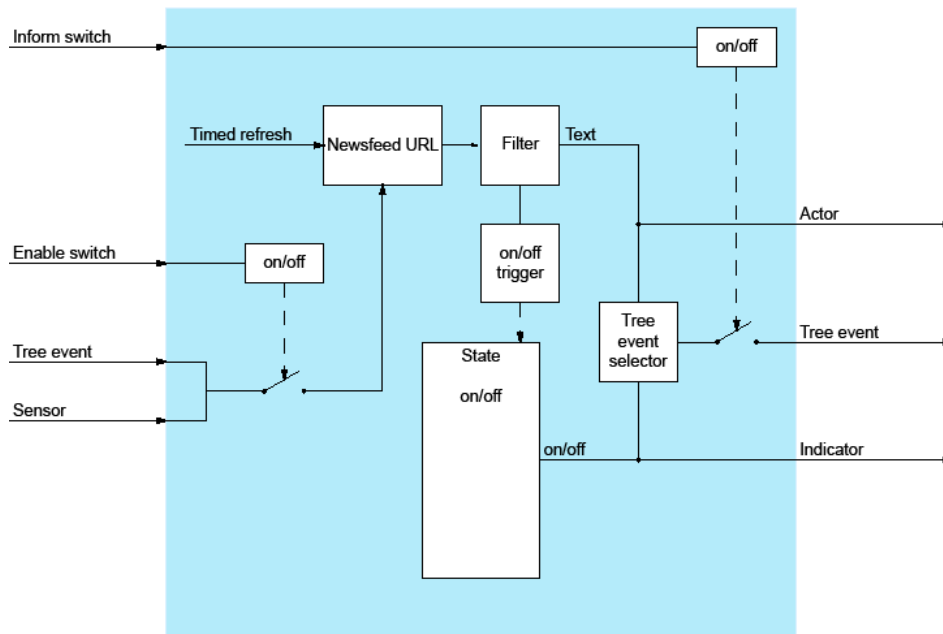 Inform switch
on/off
Timed refresh
Newsfeed URL
Filter
Text
Actor
Enable switch
on/off
on/off
trigger
Tree event
Sensor
State
on/off
Tree
event
selector
Tree event
on/off
Indicator